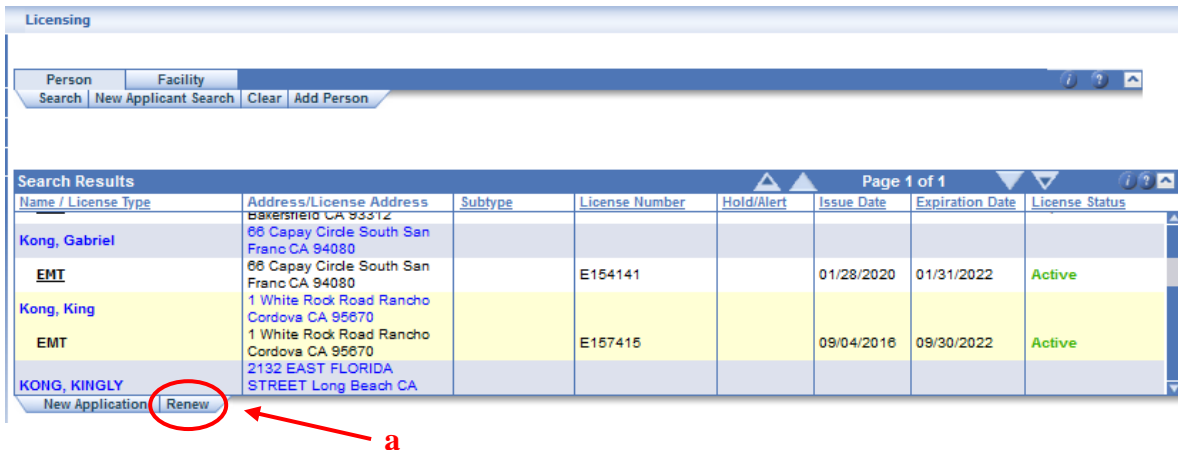 Licensing
Person Facility
Search New Applicant Search Clear Add Person
Search Results Page 1 of 1
Name / License Type Address/License Address Subtype License Number Hold/Alert Issue Date Expiration Date License Status
Bakersfield CA 93312
Kong, Gabriel 66 Capay Circle South San
Franc CA 94080
EMT 66 Capay Circle South San
Franc CA 94080 E154141 01/28/2020 01/31/2022 Active
Kong, King 1 White Rock Road Rancho
Cordova CA 95670
EMT 1 White Rock Road Rancho
Cordova CA 95670 E157415 09/04/2016 09/30/2022 Active
KONG, KINGLY 2132 EAST FLORIDA
STREET Long Beach CA
New Application Renew
a